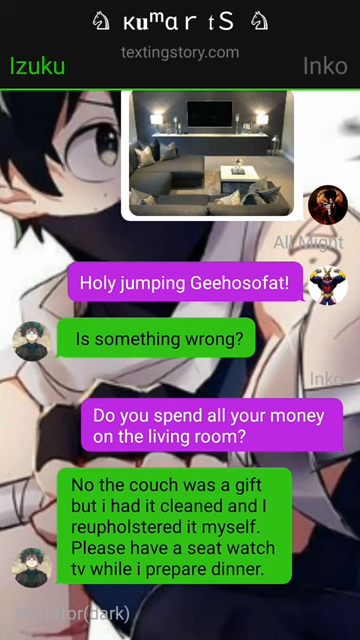 ♘ ĸυᵐɑr 𝔱S ♘
textingstory.com
Izuku
Inko
All Might
Holy jumping Geehosofat!
Is something wrong?
Inko
Do you spend all your money
on the living room?
No the couch was a gift
but i had it cleaned and I
reupholstered it myself.
Please have a seat watch
tv while i prepare dinner.
(dark)